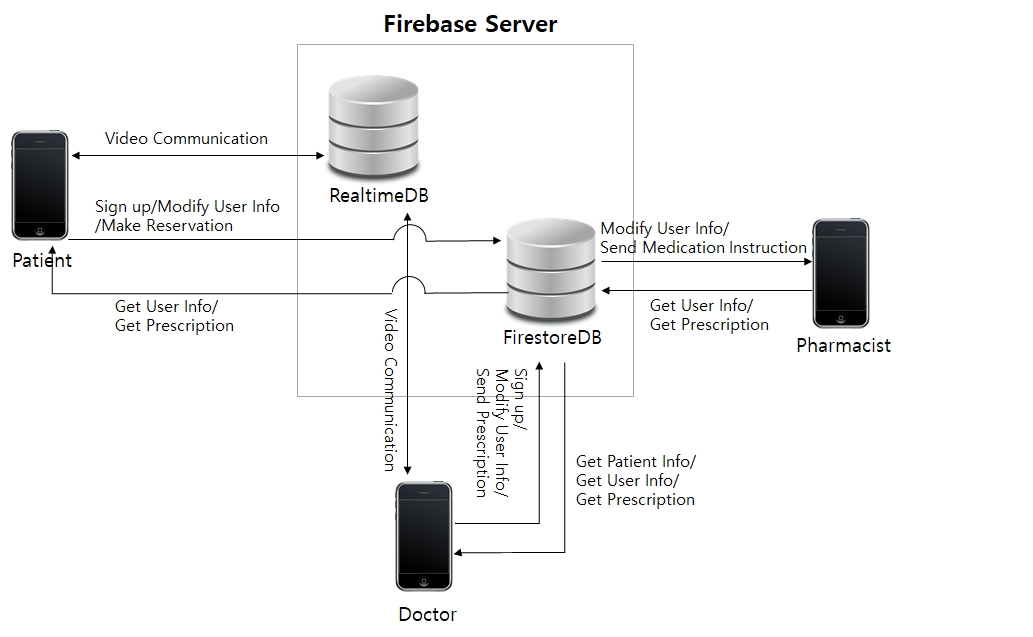 Firebase Server
Video Communication
RealtimeDB
Sign up/Modify User Info
/Make Reservation
Patient
Modify User Info/
Send Medication Instruction
Get User Info/
Get Prescription
Get User Info/
Get Prescription
FirestoreDB
Pharmacist
Video Communication
Sign up/
Modify User Info/
Send Prescription
Get Patient Info/
Get User Info/
Get Prescription
Doctor